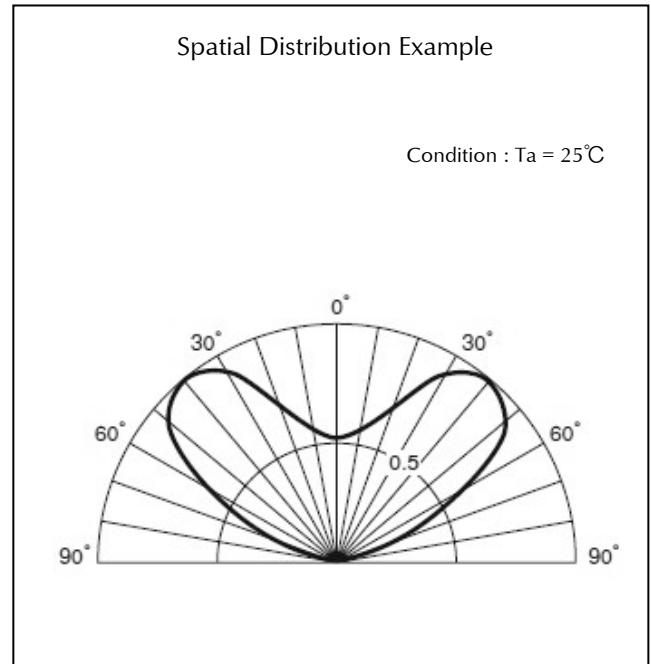 Spatial Distribution Example
Condition : Ta = 25℃
0°
30° 30°
60° 60°
0.5
90° 90°